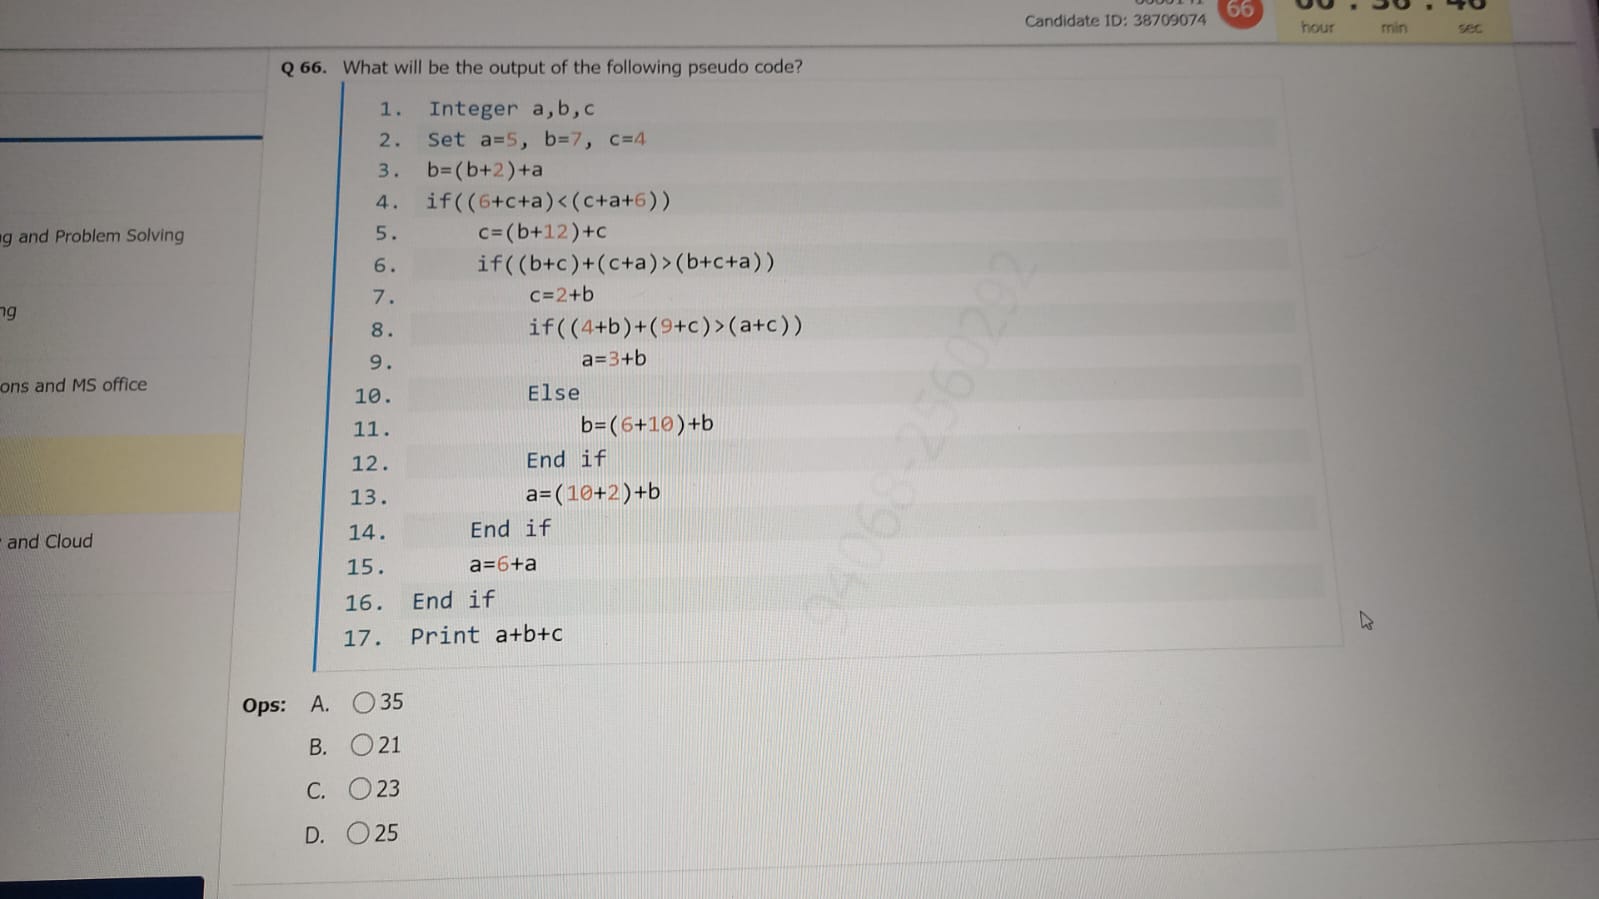 Candidate ID: 38709074
66
hour min sec
Q 66. What will be the output of the following pseudo code?
1. Integer a,b,c
2. Set a=5, b=7, c=4
3. b=(b+2)+a
4. if((6+c+a)<(c+a+6))
5. c=(b+12)+c
6. if((b+c)+(c+a)>(b+c+a))
7. c=2+b
8. if((4+b)+(9+c)>(a+c))
9. a=3+b
10. Else
11. b=(6+10)+b
12. End if
13. a=(10+2)+b
14. End if
15. a=6+a
16. End if
17. Print a+b+c
Ops: A. 35
B. 21
C. 23
D. 25
g and Problem Solving
ng
ons and MS office
and Cloud
94068-2560292